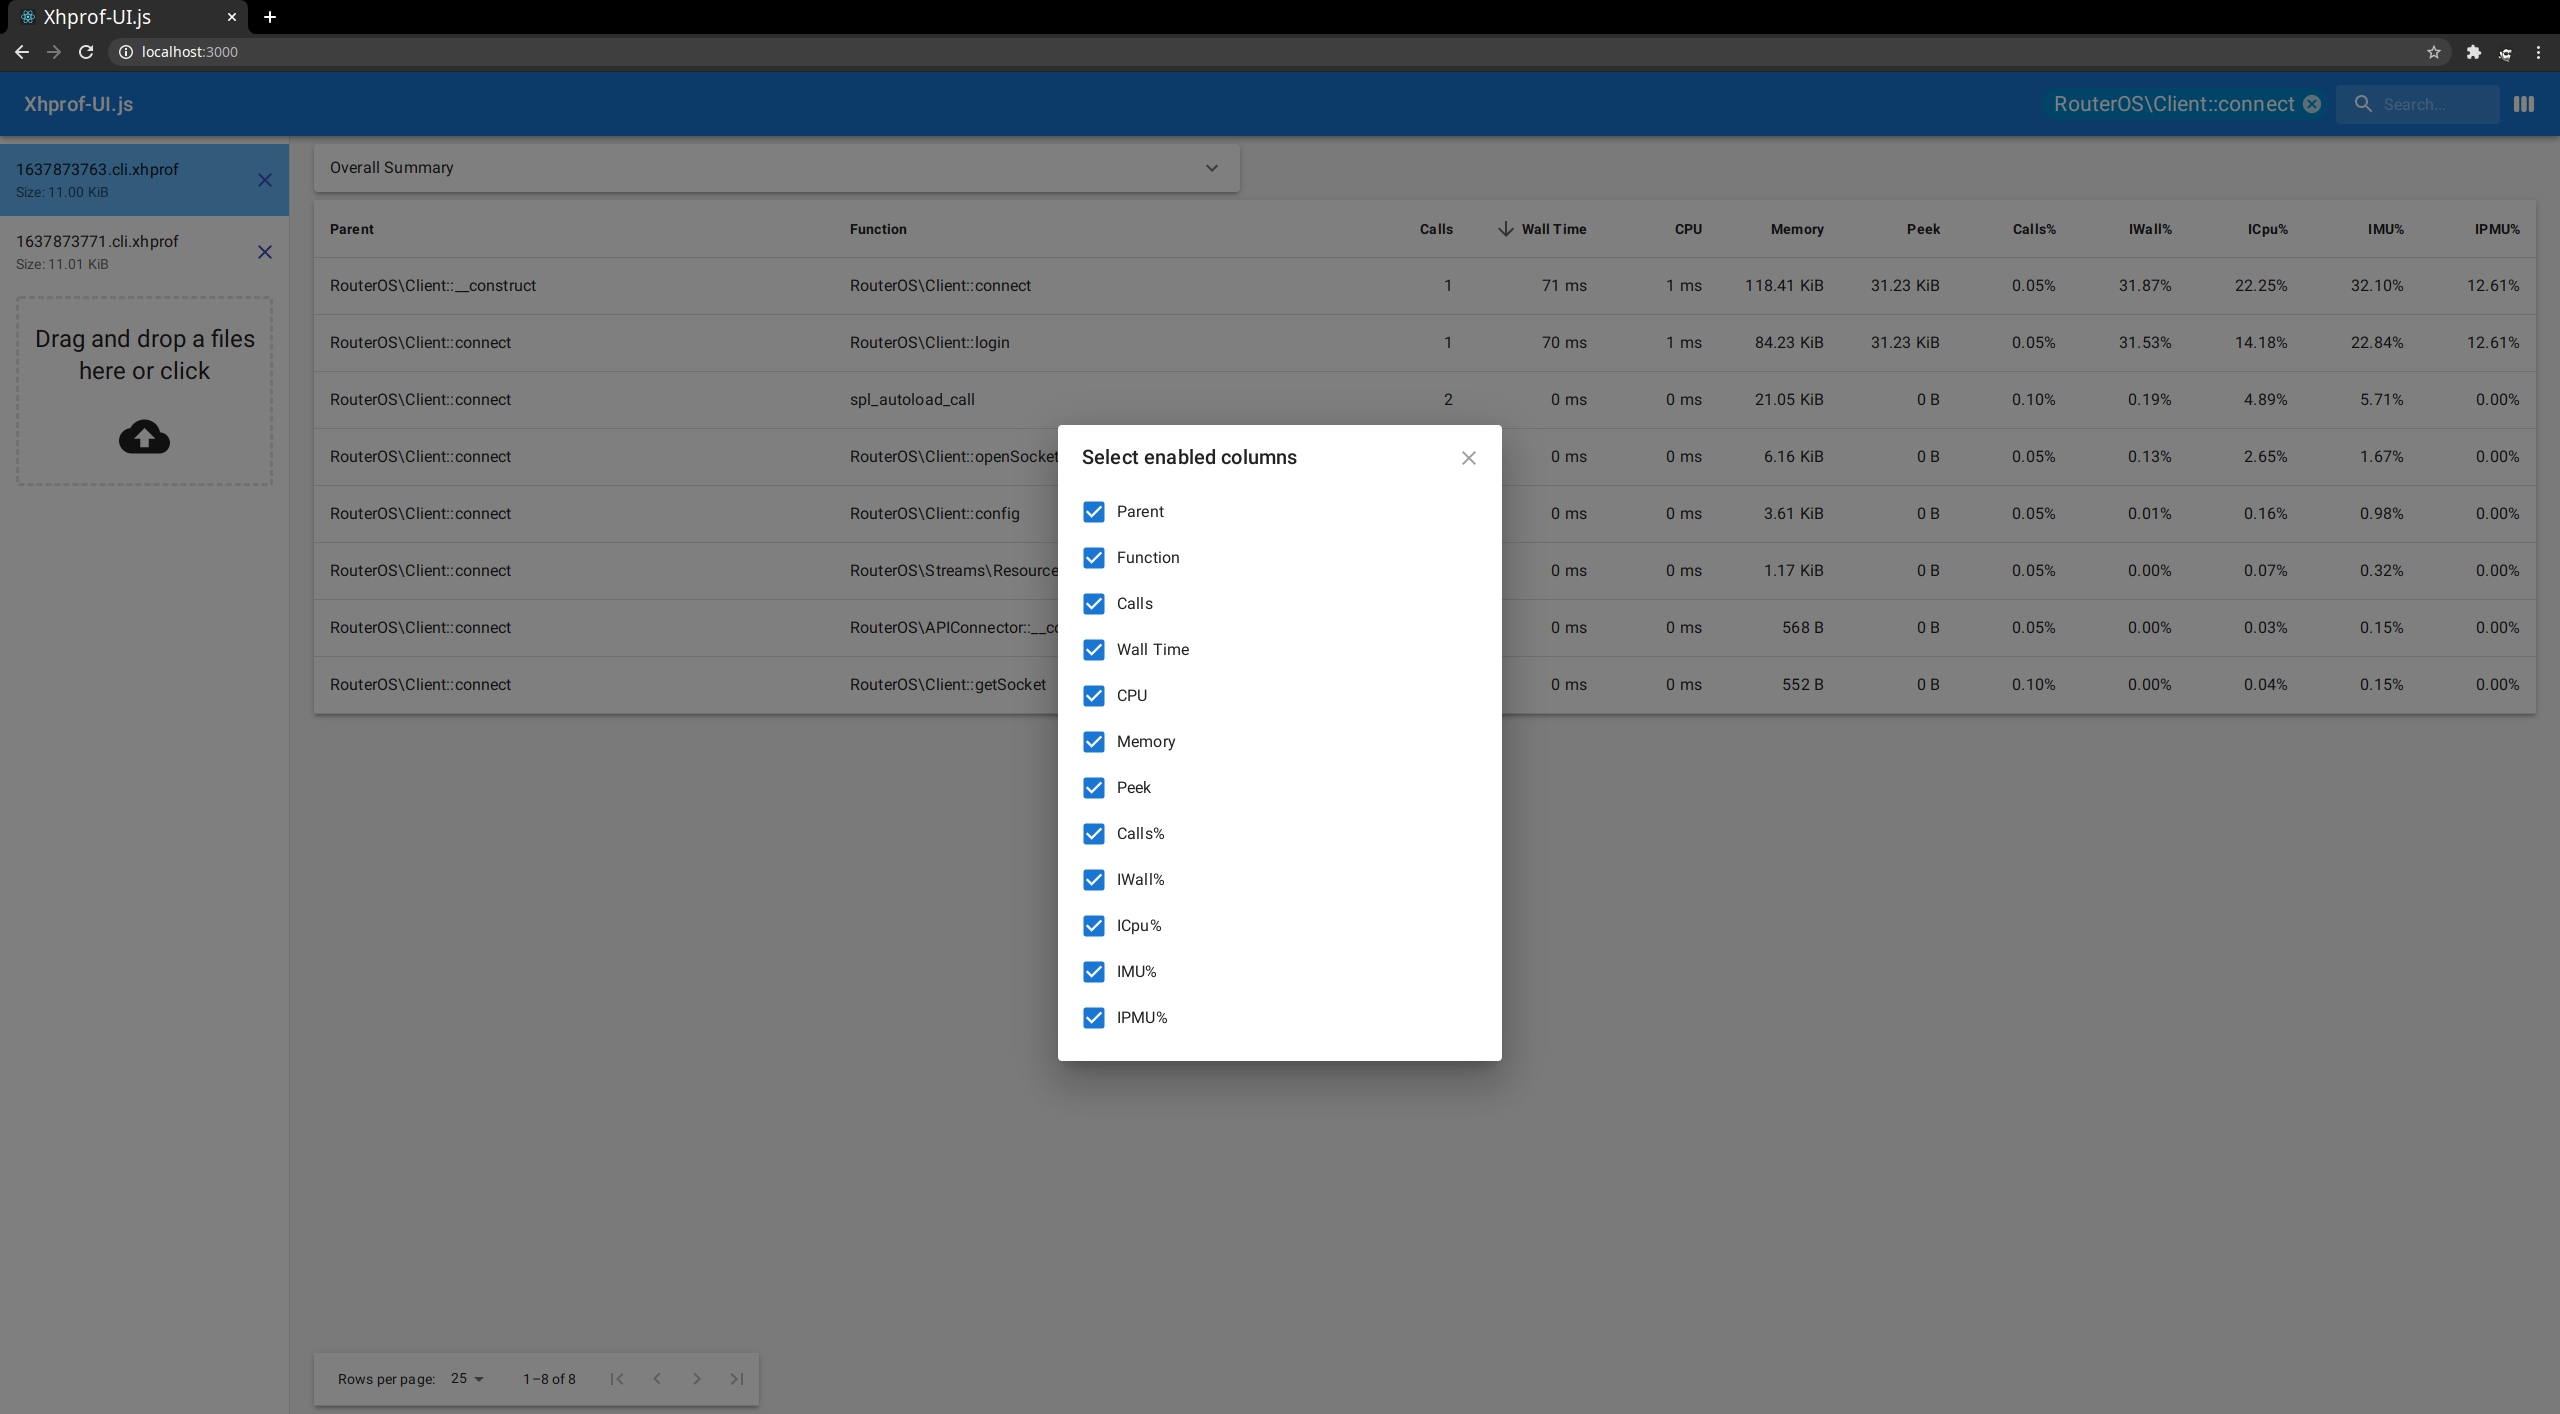 Xhprof-UI.js
localhost:3000
Xhprof-UI.js
RouterOS\Client::connect
Search...
1637873763.cli.xhprof
Size: 11.00 KiB
1637873771.cli.xhprof
Size: 11.01 KiB
Drag and drop a files
here or click
Overall Summary
Parent Function Calls Wall Time CPU Memory Peek Calls% IWall% ICpu% IMU% IPMU%
RouterOS\Client::__construct RouterOS\Client::connect 1 71 ms 1 ms 118.41 KiB 31.23 KiB 0.05% 31.87% 22.25% 32.10% 12.61%
RouterOS\Client::connect RouterOS\Client::login 1 70 ms 1 ms 84.23 KiB 31.23 KiB 0.05% 31.53% 14.18% 22.84% 12.61%
RouterOS\Client::connect spl_autoload_call 2 0 ms 0 ms 21.05 KiB 0 B 0.10% 0.19% 4.89% 5.71% 0.00%
RouterOS\Client::connect RouterOS\Client::openSocket 0 ms 0 ms 6.16 KiB 0 B 0.05% 0.13% 2.65% 1.67% 0.00%
RouterOS\Client::connect RouterOS\Client::config 0 ms 0 ms 3.61 KiB 0 B 0.05% 0.01% 0.16% 0.98% 0.00%
RouterOS\Client::connect RouterOS\Streams\Resource 0 ms 0 ms 1.17 KiB 0 B 0.05% 0.00% 0.07% 0.32% 0.00%
RouterOS\Client::connect RouterOS\APIConnector::__co 0 ms 0 ms 568 B 0 B 0.05% 0.00% 0.03% 0.15% 0.00%
RouterOS\Client::connect RouterOS\Client::getSocket 0 ms 0 ms 552 B 0 B 0.10% 0.00% 0.04% 0.15% 0.00%
Select enabled columns
Parent
Function
Calls
Wall Time
CPU
Memory
Peek
Calls%
IWall%
ICpu%
IMU%
IPMU%
Rows per page: 25 1–8 of 8